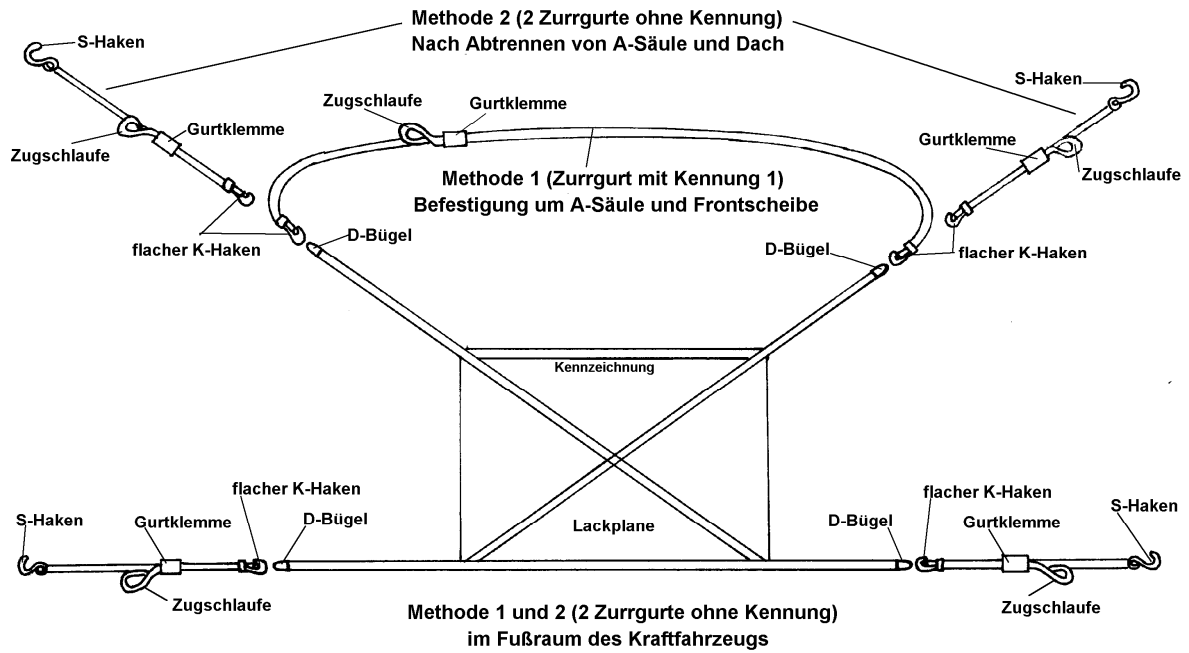 Methode 2 (2 Zurrgurte ohne Kennung)
Nach Abtrennen von A-Säule und Dach
S-Haken
S-Haken
Zugschlaufe
Gurtklemme
Gurtklemme
Zugschlaufe
Gurtklemme
Zugschlaufe
Methode 1 (Zurrgurt mit Kennung 1)
Befestigung um A-Säule und Frontscheibe
flacher K-Haken
D-Bügel
D-Bügel
flacher K-Haken
Kennzeichnung
Lackplane
S-Haken
Gurtklemme
flacher K-Haken
D-Bügel
Zugschlaufe
D-Bügel
flacher K-Haken
Gurtklemme
S-Haken
Zugschlaufe
Methode 1 und 2 (2 Zurrgurte ohne Kennung)
im Fußraum des Kraftfahrzeugs